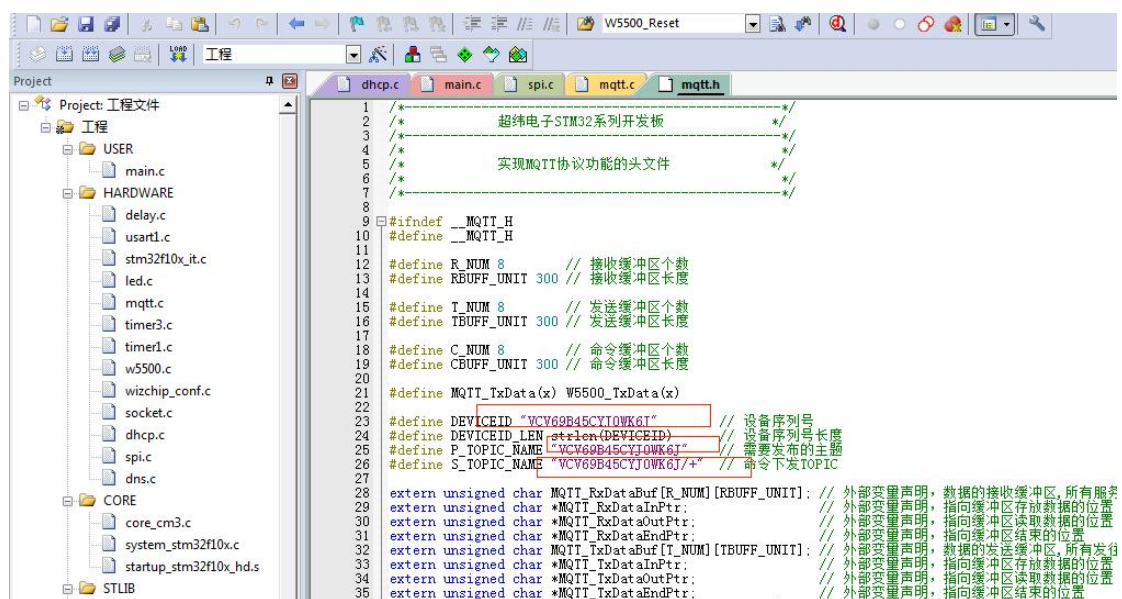 W5500_Reset
LOAD
工程
Project
dhcp.c
main.c
spi.c
mqtt.c
mqtt.h
Project: 工程文件
工程
USER
main.c
HARDWARE
delay.c
usart1.c
stm32f10x_it.c
led.c
mqtt.c
timer3.c
timer1.c
w5500.c
wizchip_conf.c
socket.c
dhcp.c
spi.c
dns.c
CORE
core_cm3.c
system_stm32f10x.c
startup_stm32f10x_hd.s
STLIB
1 /*-------------------------------------------------*/
2 /* 超纬电子STM32系列开发板 */
3 /*-------------------------------------------------*/
4 /* */
5 /* 实现MQTT协议功能的头文件 */
6 /* */
7 /*-------------------------------------------------*/
8
9 #ifndef __MQTT_H
10 #define __MQTT_H
11
12 #define R_NUM 8 // 接收缓冲区个数
13 #define RBUFF_UNIT 300 // 接收缓冲区长度
14
15 #define T_NUM 8 // 发送缓冲区个数
16 #define TBUFF_UNIT 300 // 发送缓冲区长度
17
18 #define C_NUM 8 // 命令缓冲区个数
19 #define CBUFF_UNIT 300 // 命令缓冲区长度
20
21 #define MQTT_TxData(x) W5500_TxData(x)
22
23 #define DEVICEID "VCV69B45CYJ0WK6J" // 设备序列号
24 #define DEVICEID_LEN strlen(DEVICEID) // 设备序列号长度
25 #define P_TOPIC_NAME "VCV69B45CYJ0WK6J" // 需要发布的主题
26 #define S_TOPIC_NAME "VCV69B45CYJ0WK6J/+" // 命令下发TOPIC
27
28 extern unsigned char MQTT_RxDataBuf[R_NUM][RBUFF_UNIT]; // 外部变量声明，数据的接收缓冲区,所有服务
29 extern unsigned char *MQTT_RxDataInPtr; // 外部变量声明，指向缓冲区存放数据的位置
30 extern unsigned char *MQTT_RxDataOutPtr; // 外部变量声明，指向缓冲区读取数据的位置
31 extern unsigned char *MQTT_RxDataEndPtr; // 外部变量声明，指向缓冲区结束的位置
32 extern unsigned char MQTT_TxDataBuf[T_NUM][TBUFF_UNIT]; // 外部变量声明，数据的发送缓冲区,所有发往
33 extern unsigned char *MQTT_TxDataInPtr; // 外部变量声明，指向缓冲区存放数据的位置
34 extern unsigned char *MQTT_TxDataOutPtr; // 外部变量声明，指向缓冲区读取数据的位置
35 extern unsigned char *MQTT_TxDataEndPtr; // 外部变量声明，指向缓冲区结束的位置